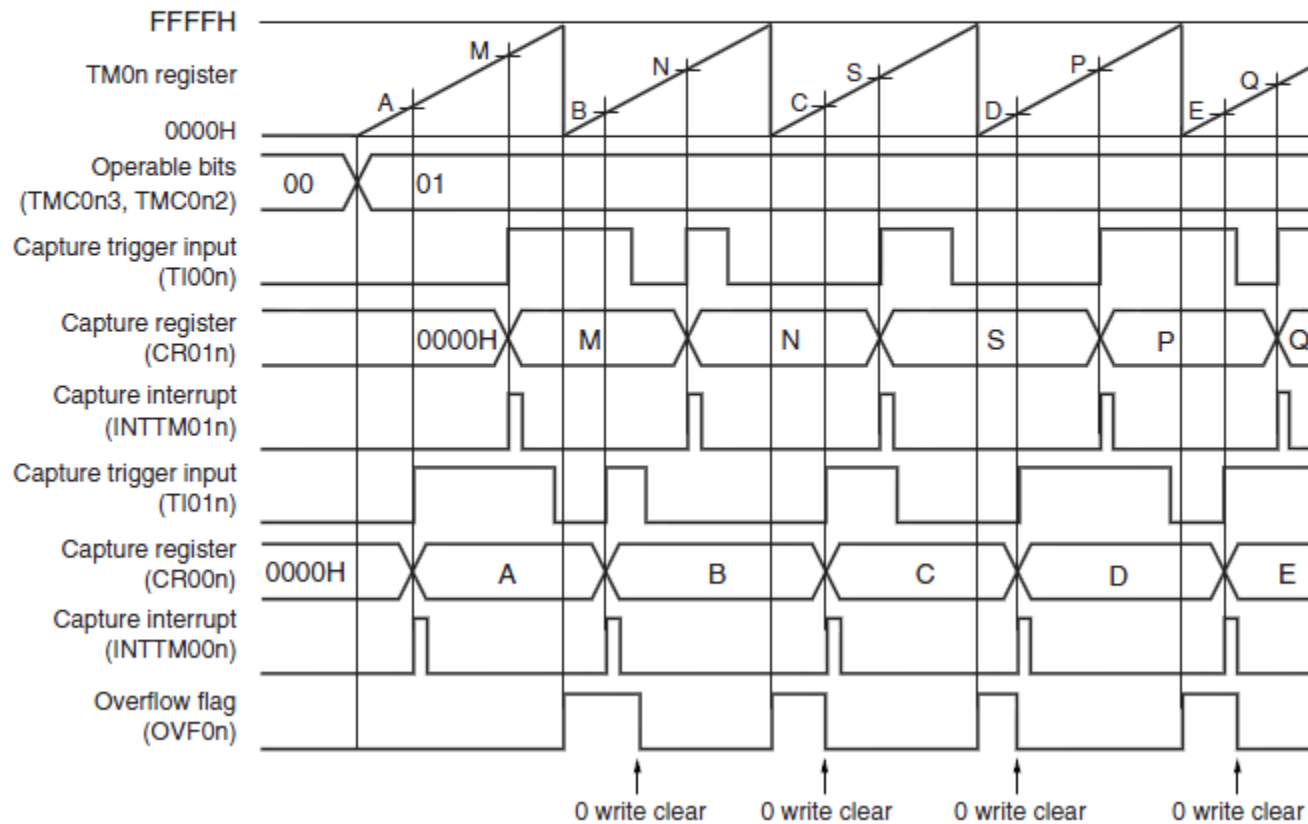 FFFFH
TM0n register
0000H
A M B N C S D P E Q
Operable bits
(TMC0n3, TMC0n2)
00 01
Capture trigger input
(TI00n)
Capture register
(CR01n)
0000H M N S P Q
Capture interrupt
(INTTM01n)
Capture trigger input
(TI01n)
Capture register
(CR00n)
0000H A B C D E
Capture interrupt
(INTTM00n)
Overflow flag
(OVF0n)
0 write clear 0 write clear 0 write clear 0 write clear